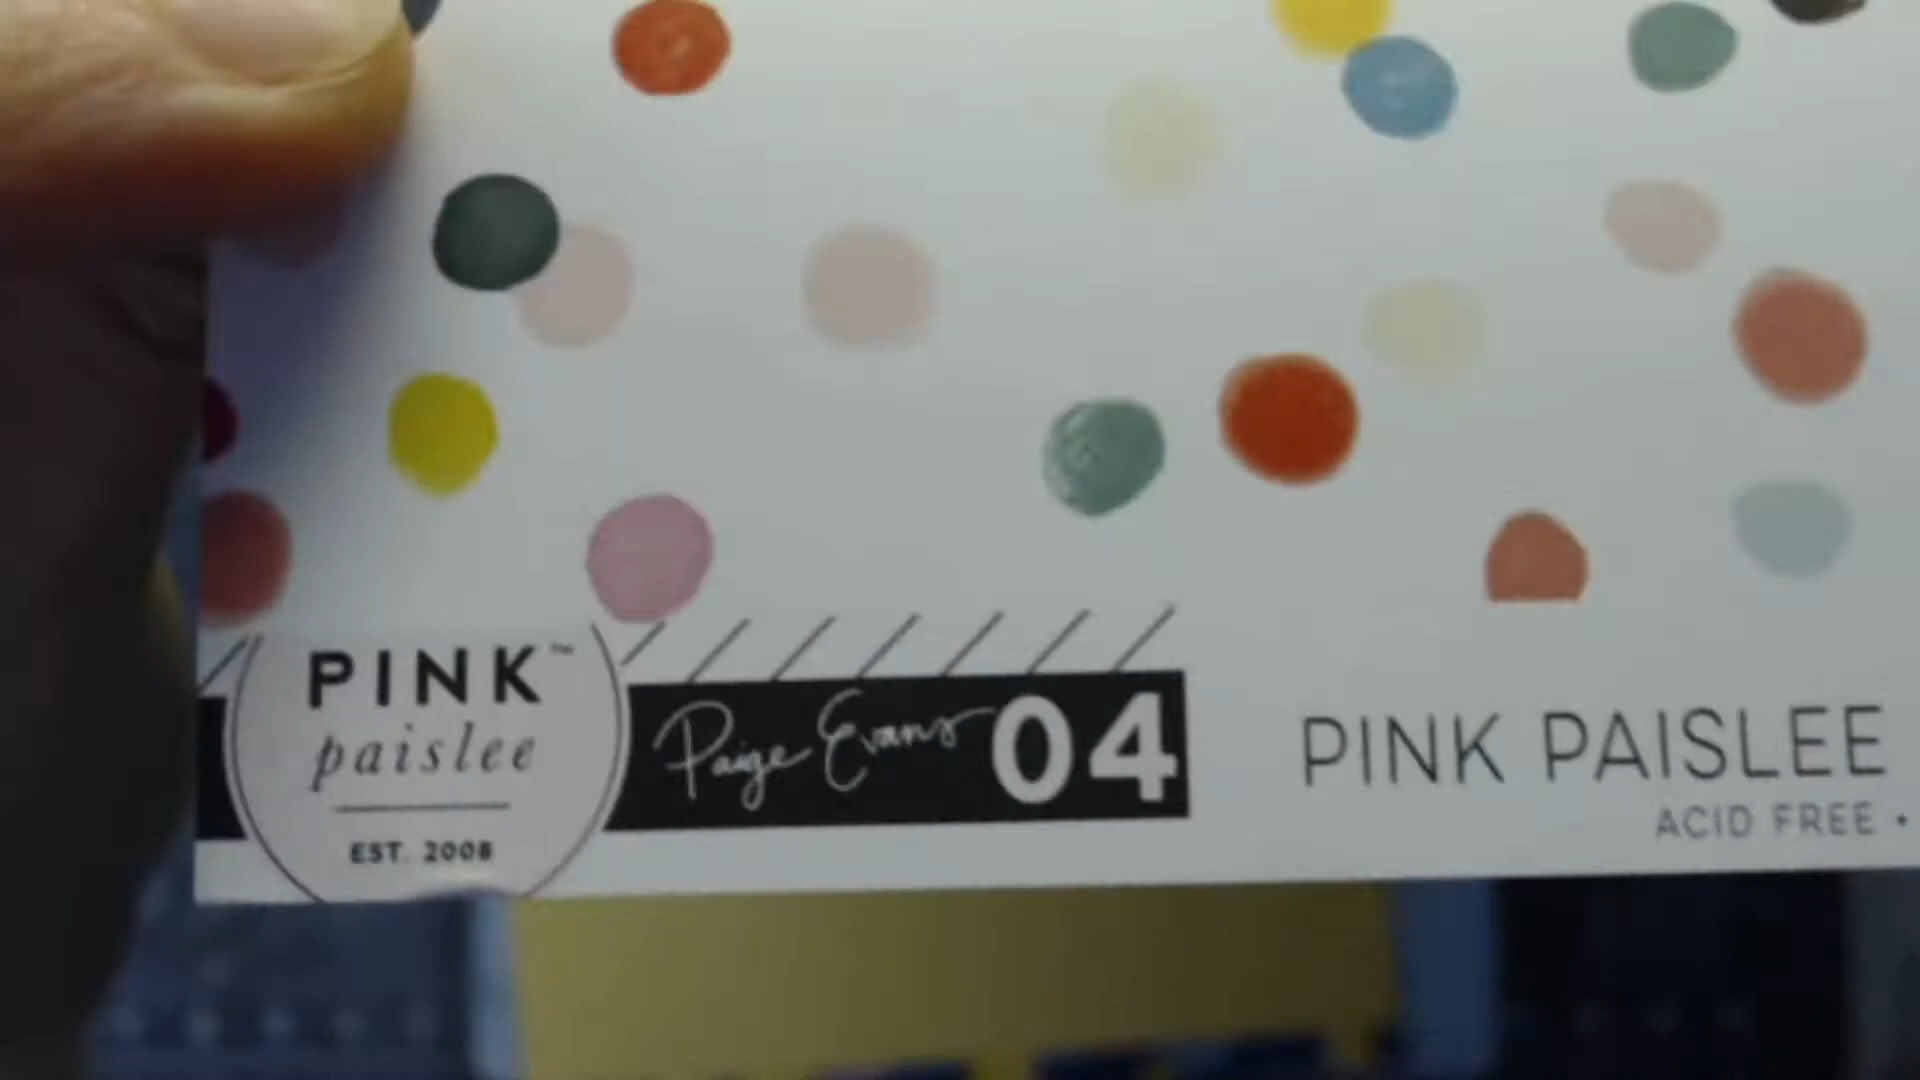 PINK™
paislee
EST. 2008
Paige Evans 04
PINK PAISLEE
ACID FREE •